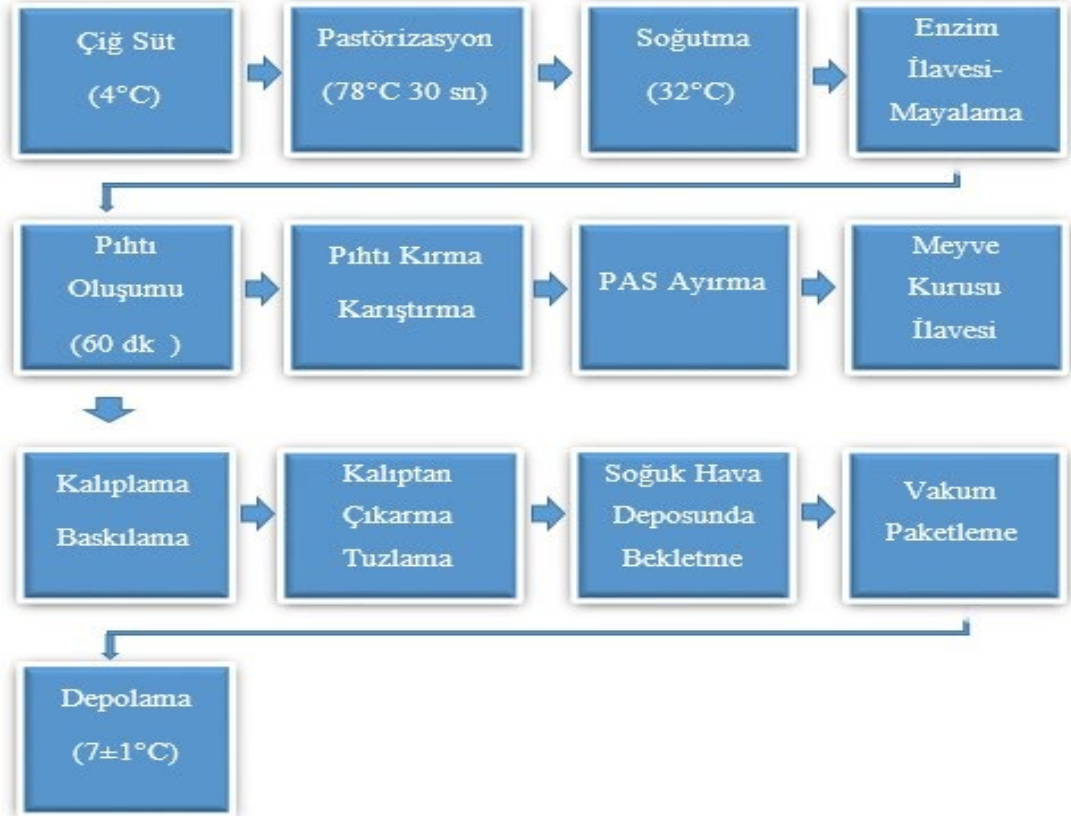 Çiğ Süt
(4°C)
Pastörizasyon
(78°C 30 sn)
Soğutma
(32°C)
Enzim
İlavesi-
Mayalama
Pıhtı
Oluşumu
(60 dk )
Pıhtı Kırma
Karıştırma
PAS Ayırma
Meyve
Kurusu
İlavesi
Kalıplama
Baskılama
Kalıptan
Çıkarma
Tuzlama
Soğuk Hava
Deposunda
Bekletme
Vakum
Paketleme
Depolama
(7±1°C)